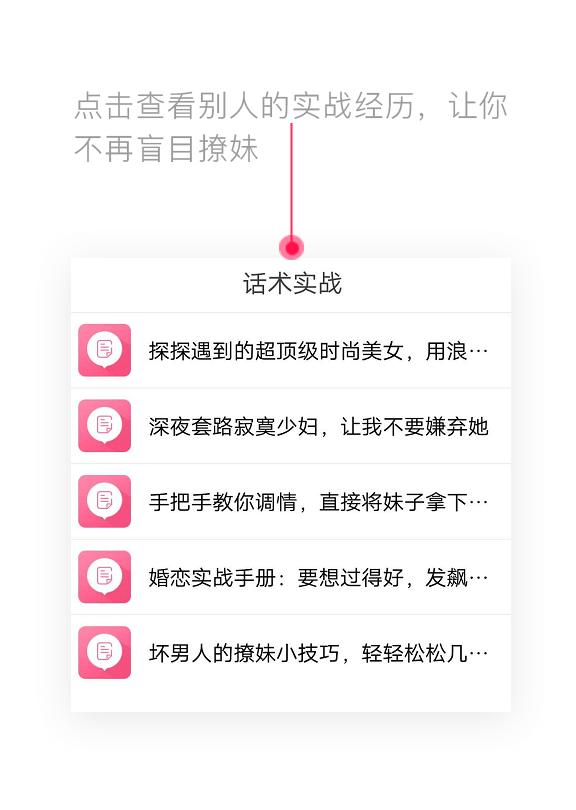 点击查看别人的实战经历，让你
不再盲目撩妹
话术实战
探探遇到的超顶级时尚美女，用浪…
深夜套路寂寞少妇，让我不要嫌弃她
手把手教你调情，直接将妹子拿下…
婚恋实战手册：要想过得好，发飙…
坏男人的撩妹小技巧，轻轻松松几…